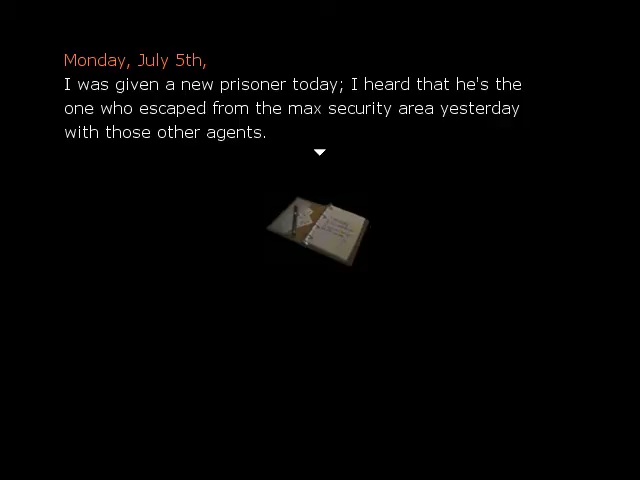 Monday, July 5th,
I was given a new prisoner today; I heard that he's the
one who escaped from the max security area yesterday
with those other agents.